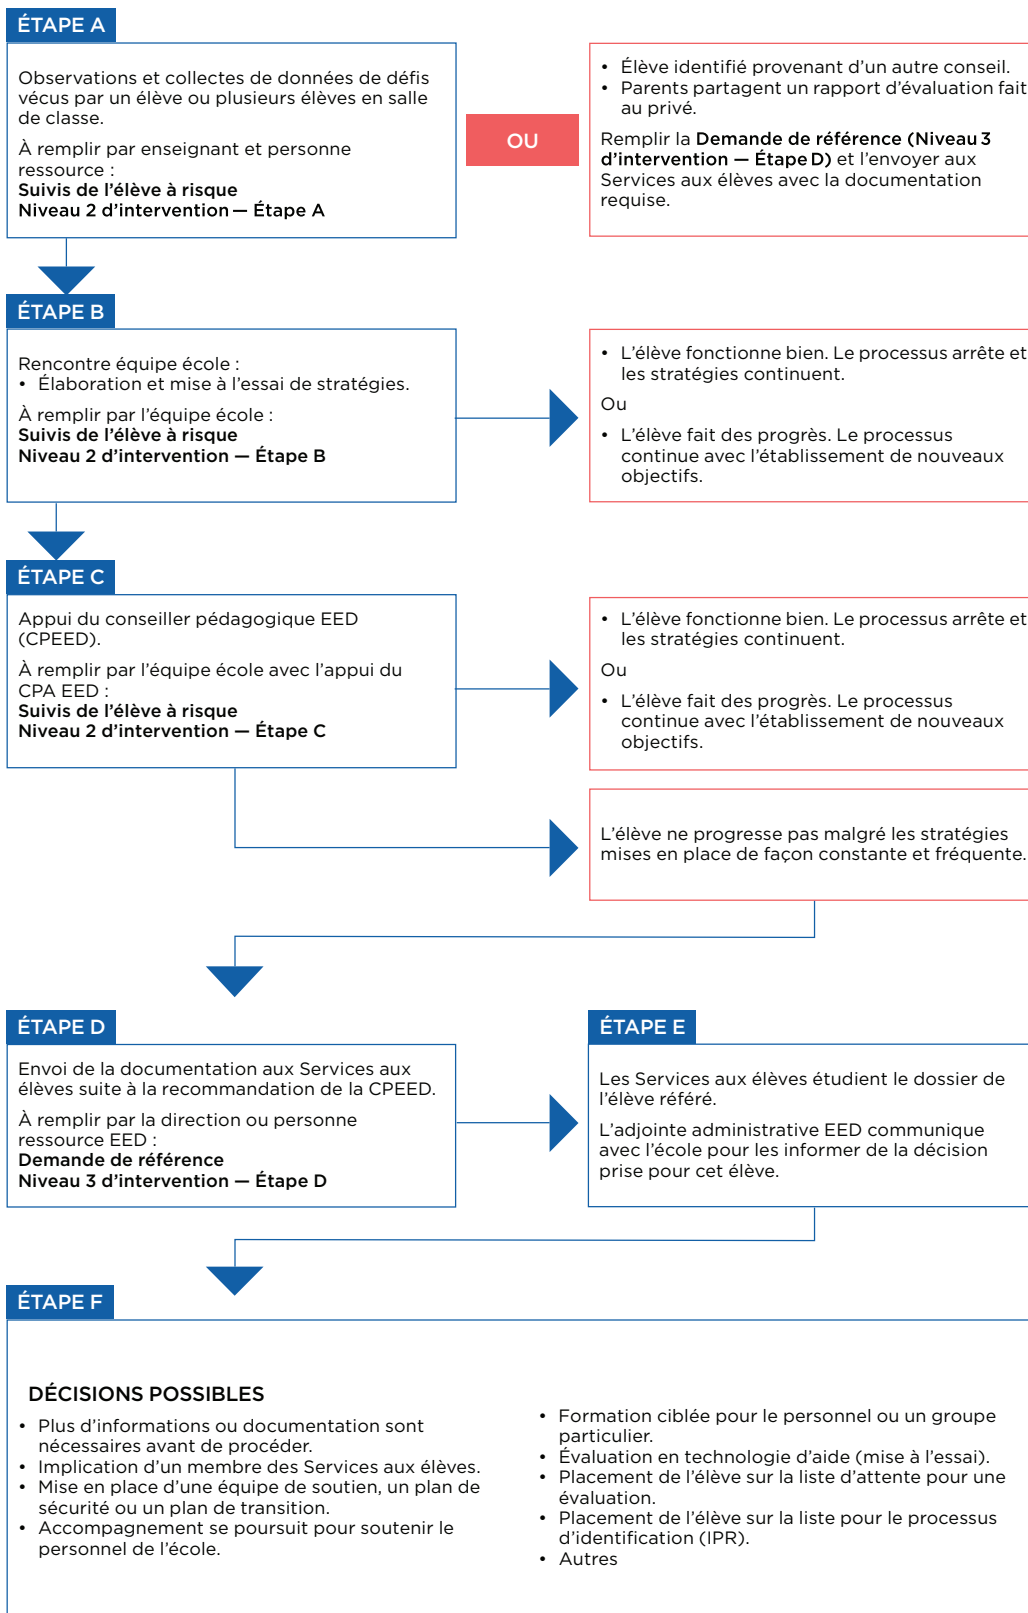 ÉTAPE A
Observations et collectes de données de défis
vécus par un élève ou plusieurs élèves en salle
de classe.
À remplir par enseignant et personne
ressource :
Suivis de l’élève à risque
Niveau 2 d’intervention — Étape A
OU
• Élève identifié provenant d’un autre conseil.
• Parents partagent un rapport d’évaluation fait
au privé.
Remplir la Demande de référence (Niveau 3
d’intervention — Étape D) et l’envoyer aux
Services aux élèves avec la documentation
requise.
ÉTAPE B
Rencontre équipe école :
• Élaboration et mise à l’essai de stratégies.
À remplir par l’équipe école :
Suivis de l’élève à risque
Niveau 2 d’intervention — Étape B
• L’élève fonctionne bien. Le processus arrête et
les stratégies continuent.
Ou
• L’élève fait des progrès. Le processus
continue avec l’établissement de nouveaux
objectifs.
ÉTAPE C
Appui du conseiller pédagogique EED
(CPEED).
À remplir par l’équipe école avec l’appui du
CPA EED :
Suivis de l’élève à risque
Niveau 2 d’intervention — Étape C
• L’élève fonctionne bien. Le processus arrête et
les stratégies continuent.
Ou
• L’élève fait des progrès. Le processus
continue avec l’établissement de nouveaux
objectifs.
L’élève ne progresse pas malgré les stratégies
mises en place de façon constante et fréquente.
ÉTAPE D
Envoi de la documentation aux Services aux
élèves suite à la recommandation de la CPEED.
À remplir par la direction ou personne
ressource EED :
Demande de référence
Niveau 3 d’intervention — Étape D
ÉTAPE E
Les Services aux élèves étudient le dossier de
l’élève référé.
L’adjointe administrative EED communique
avec l’école pour les informer de la décision
prise pour cet élève.
ÉTAPE F
DÉCISIONS POSSIBLES
• Plus d’informations ou documentation sont
nécessaires avant de procéder.
• Implication d’un membre des Services aux élèves.
• Mise en place d’une équipe de soutien, un plan de
sécurité ou un plan de transition.
• Accompagnement se poursuit pour soutenir le
personnel de l’école.
• Formation ciblée pour le personnel ou un groupe
particulier.
• Évaluation en technologie d’aide (mise à l’essai).
• Placement de l’élève sur la liste d’attente pour une
évaluation.
• Placement de l’élève sur la liste pour le processus
d’identification (IPR).
• Autres